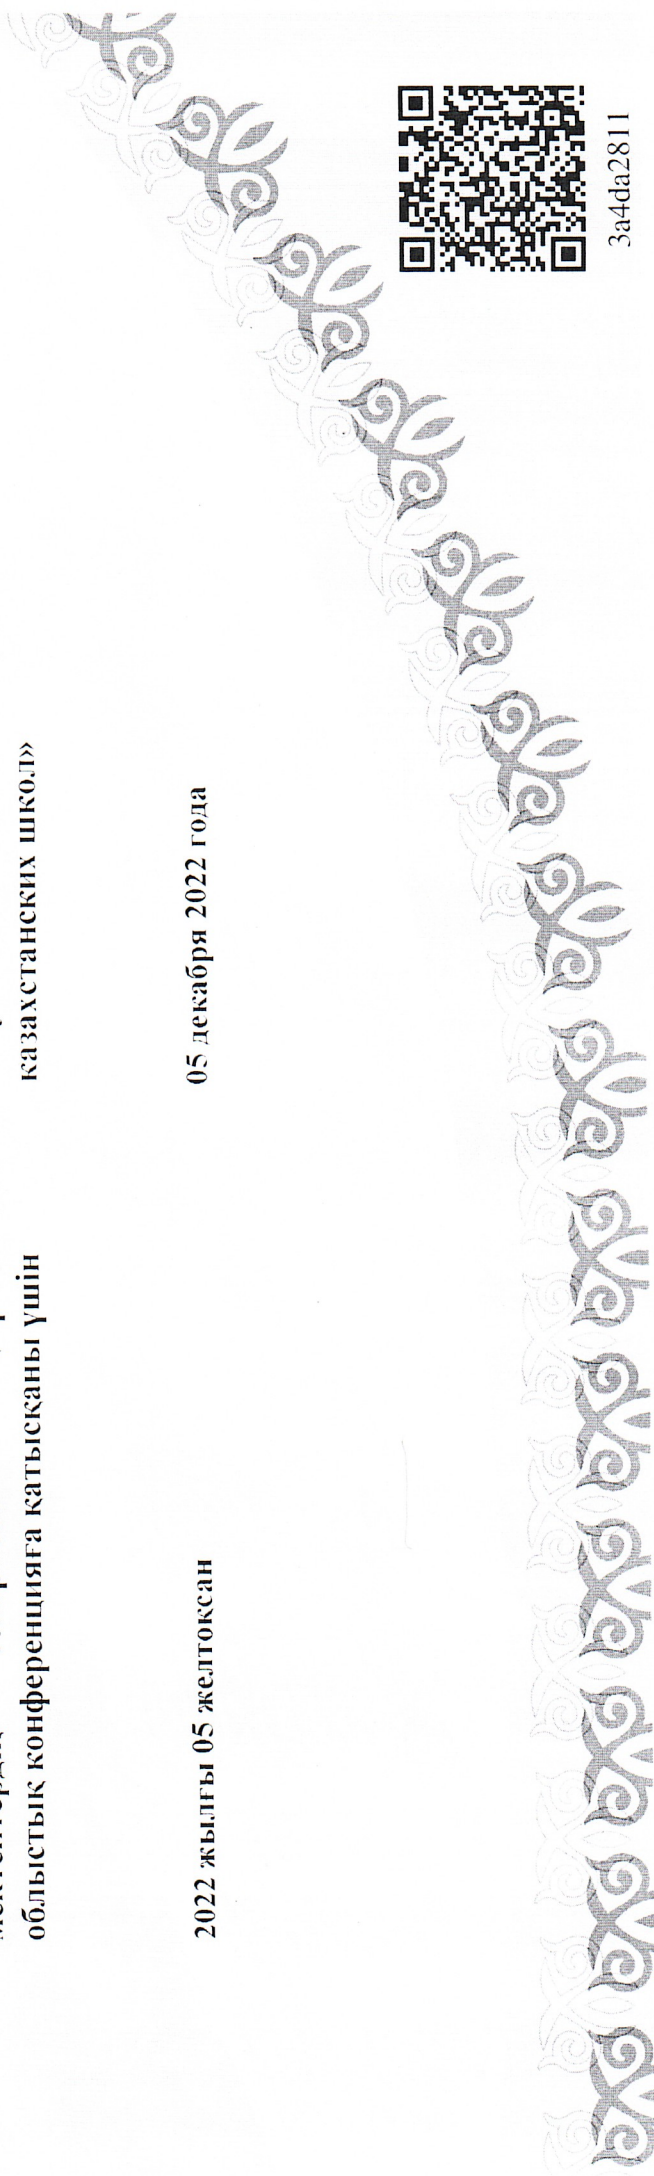 облыстық конференцияға қатысқаны үшін
казахстанских школ»
2022 жылғы 05 желтоқсан
05 декабря 2022 года
3a4da2811